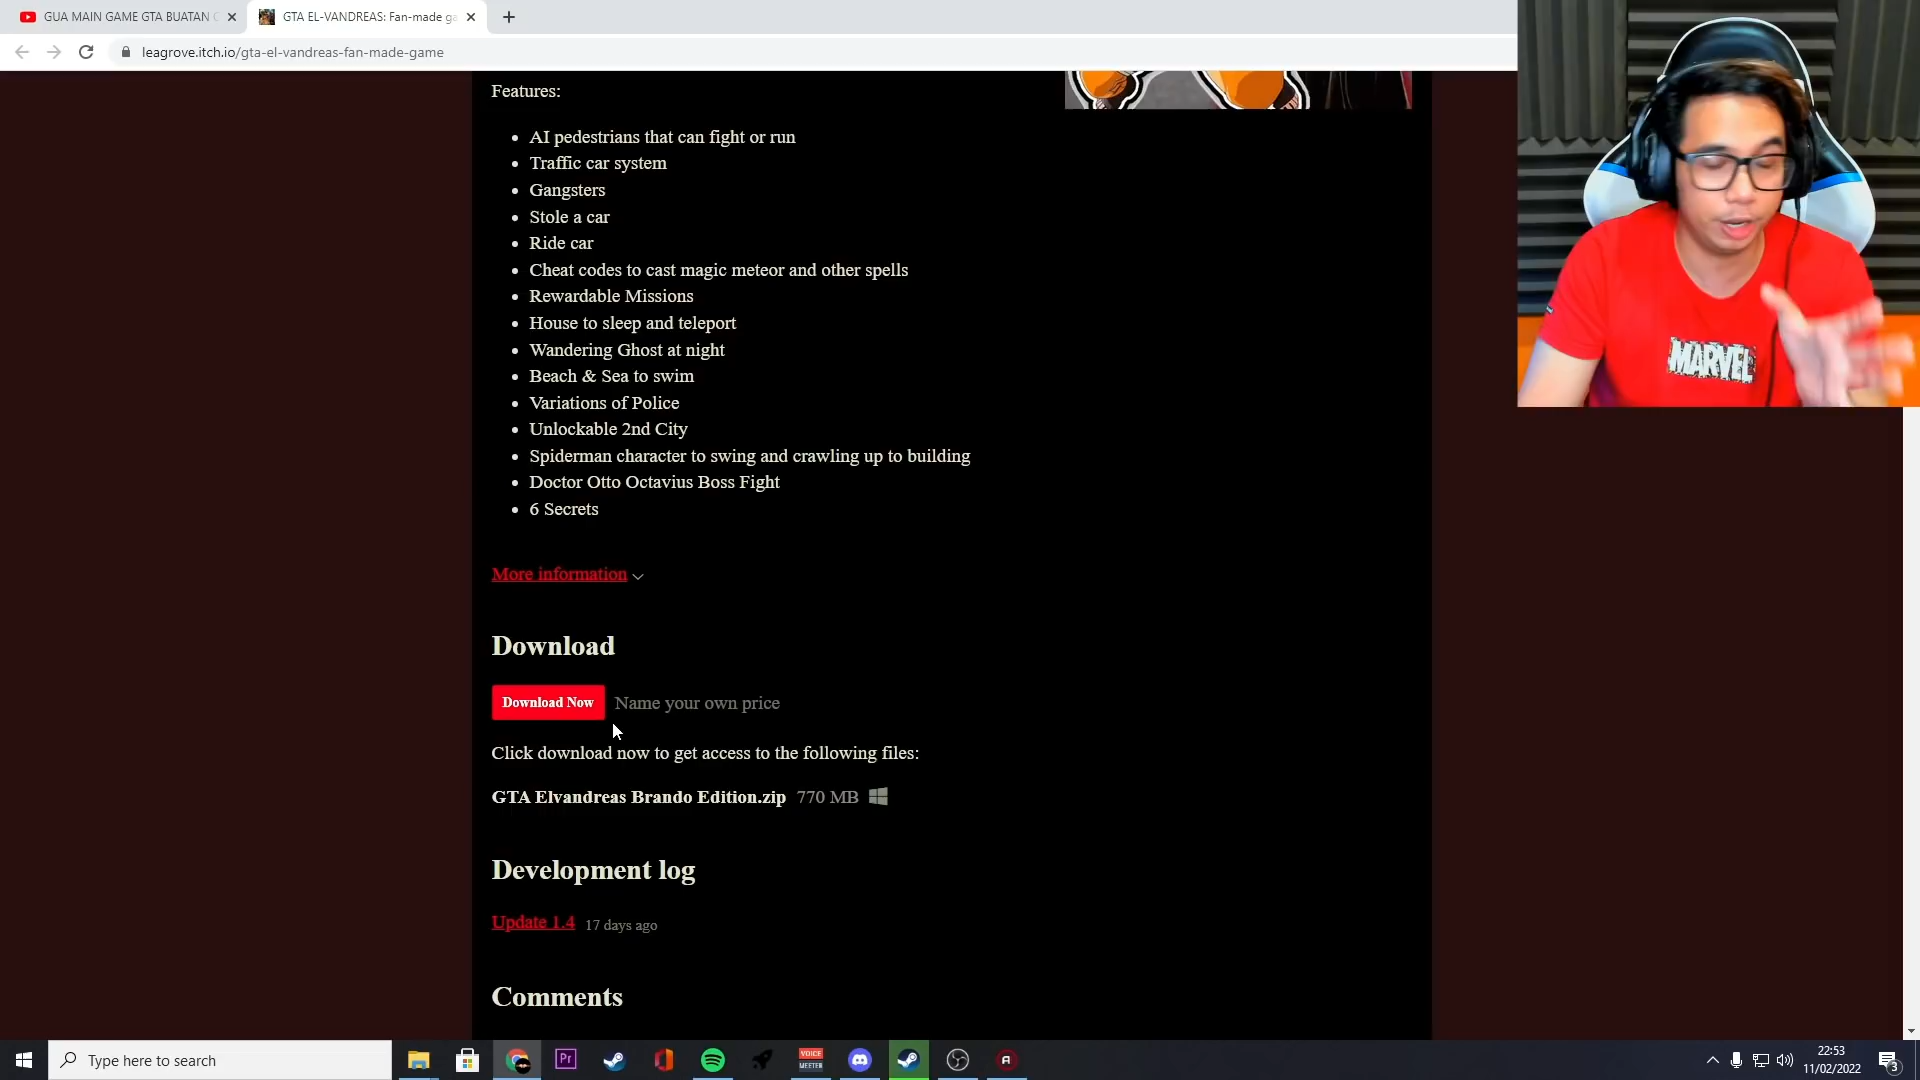 GUA MAIN GAME GTA BUATAN
GTA EL-VANDREAS: Fan-made ga
leagrove.itch.io/gta-el-vandreas-fan-made-game
Features:
AI pedestrians that can fight or run
Traffic car system
Gangsters
Stole a car
Ride car
Cheat codes to cast magic meteor and other spells
Rewardable Missions
House to sleep and teleport
Wandering Ghost at night
Beach & Sea to swim
Variations of Police
Unlockable 2nd City
Spiderman character to swing and crawling up to building
Doctor Otto Octavius Boss Fight
6 Secrets
MARVEL
More information
Download
Download Now Name your own price
Click download now to get access to the following files:
GTA Elvandreas Brando Edition.zip 770 MB
Development log
Update 1.4 17 days ago
Comments
Type here to search
Pr
VOICE
MEETER
A
22:53
11/02/2022
3